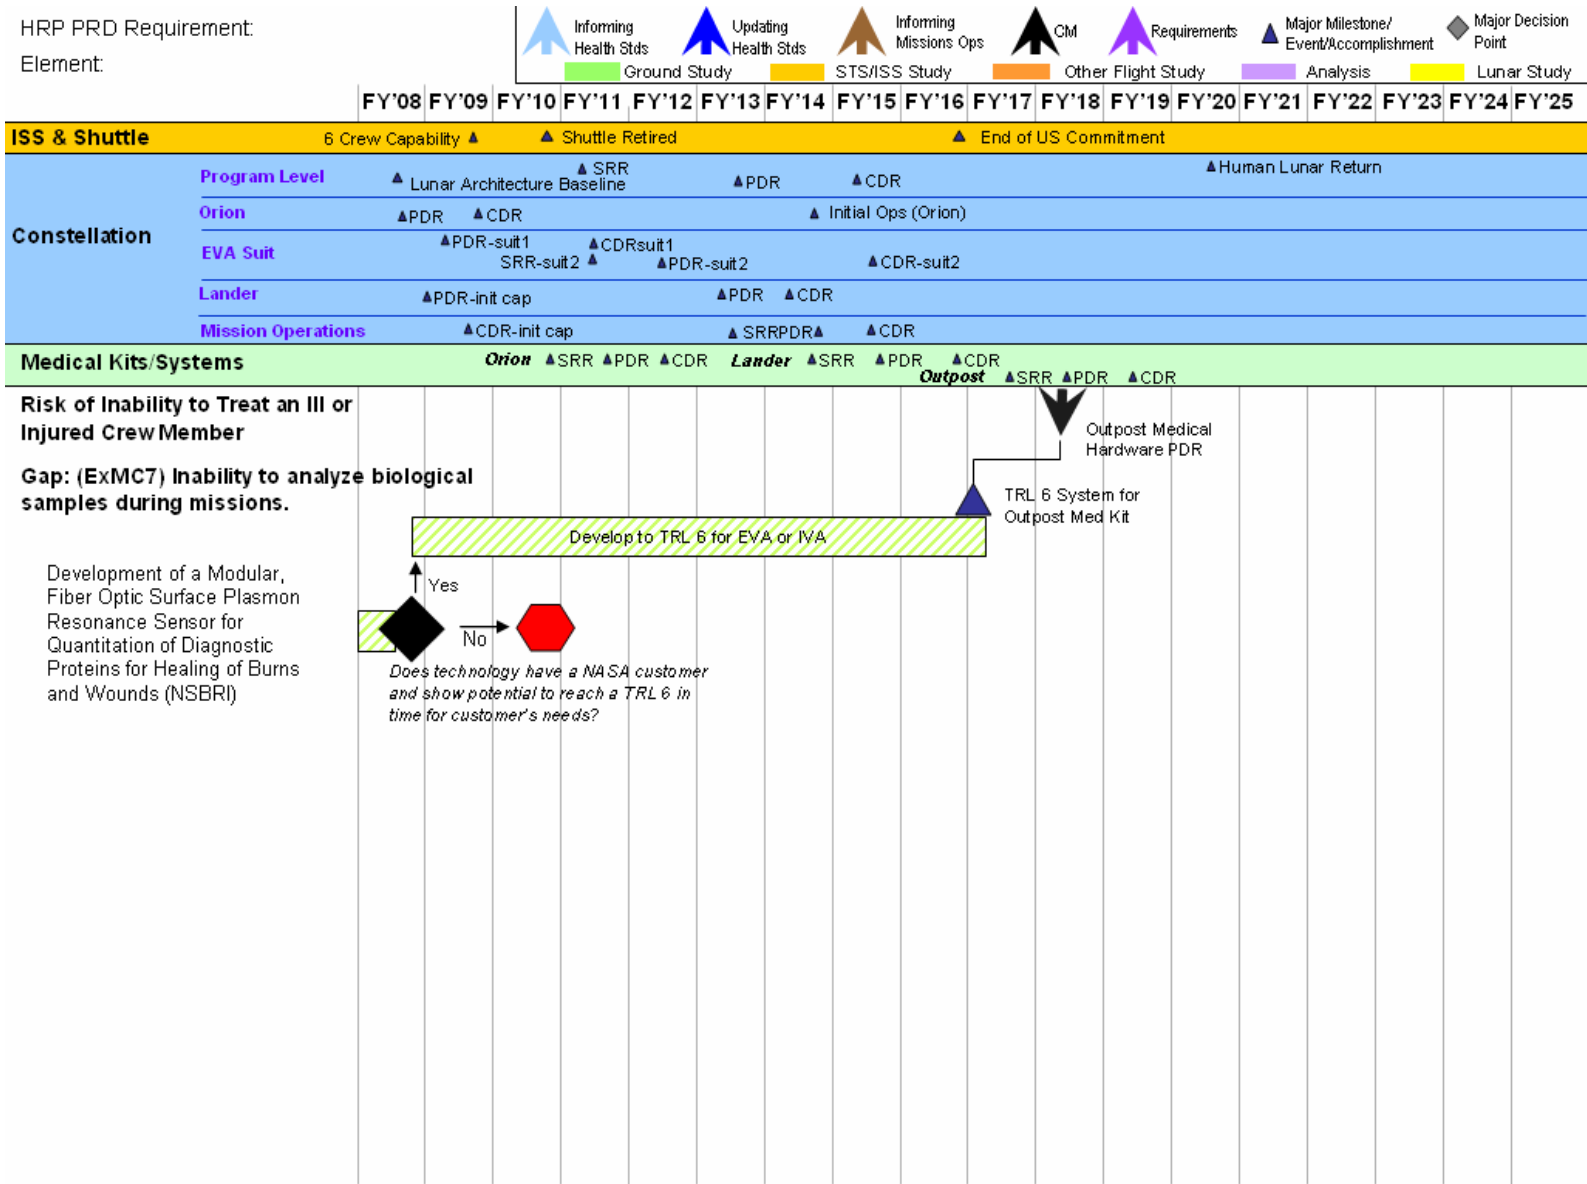 HRP PRD Requirement:
Element:
Informing
Health Stds
Updating
Health Stds
Informing
Missions Ops
CM
Requirements
Major Milestone/
Event/Accomplishment
Major Decision
Point
Ground Study
STS/ISS Study
Other Flight Study
Analysis
Lunar Study
FY'08 FY'09 FY'10 FY'11 FY'12 FY'13 FY'14 FY'15 FY'16 FY'17 FY'18 FY'19 FY'20 FY'21 FY'22 FY'23 FY'24 FY'25
ISS & Shuttle
6 Crew Capability
Shuttle Retired
End of US Commitment
Constellation
Program Level
Lunar Architecture Baseline
SRR
PDR
CDR
Human Lunar Return
Orion
PDR
CDR
Initial Ops (Orion)
EVA Suit
PDR-suit1
CDRsuit1
SRR-suit2
PDR-suit2
CDR-suit2
Lander
PDR-init cap
PDR
CDR
Mission Operations
CDR-init cap
SRR
PDR
CDR
Medical Kits/Systems
Orion SRR PDR CDR
Lander SRR PDR CDR
Outpost SRR PDR CDR
Risk of Inability to Treat an Ill or
Injured Crew Member
Outpost Medical
Hardware PDR
Gap: (ExMC7) Inability to analyze biological
samples during missions.
TRL 6 System for
Outpost Med Kit
Develop to TRL 6 for EVA or IVA
Development of a Modular,
Fiber Optic Surface Plasmon
Resonance Sensor for
Quantitation of Diagnostic
Proteins for Healing of Burns
and Wounds (NSBRI)
Yes
No
Does technology have a NASA customer
and show potential to reach a TRL 6 in
time for customer's needs?